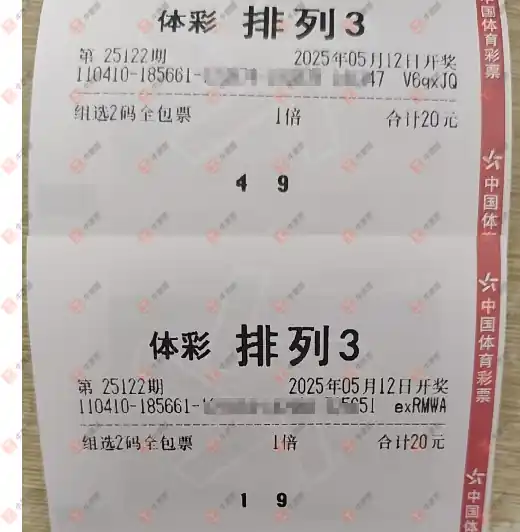 体彩 排列3
第 25122期 2025年05月12日开奖
110410-185661- 47 V6qxJQ
组选2码全包票 1倍 合计20元
4 9
体彩 排列3
第 25122期 2025年05月12日开奖
110410-185661- 51 exRMWA
组选2码全包票 1倍 合计20元
1 9
中国体育彩票
中国体
中国体育彩票
中国体